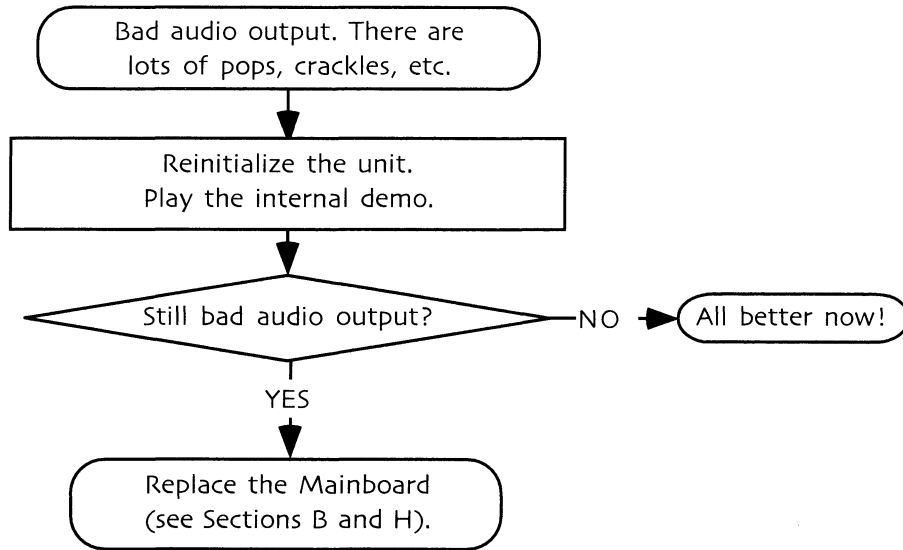 Bad audio output. There are
lots of pops, crackles, etc.
Reinitialize the unit.
Play the internal demo.
Still bad audio output?
NO
All better now!
YES
Replace the Mainboard
(see Sections B and H).